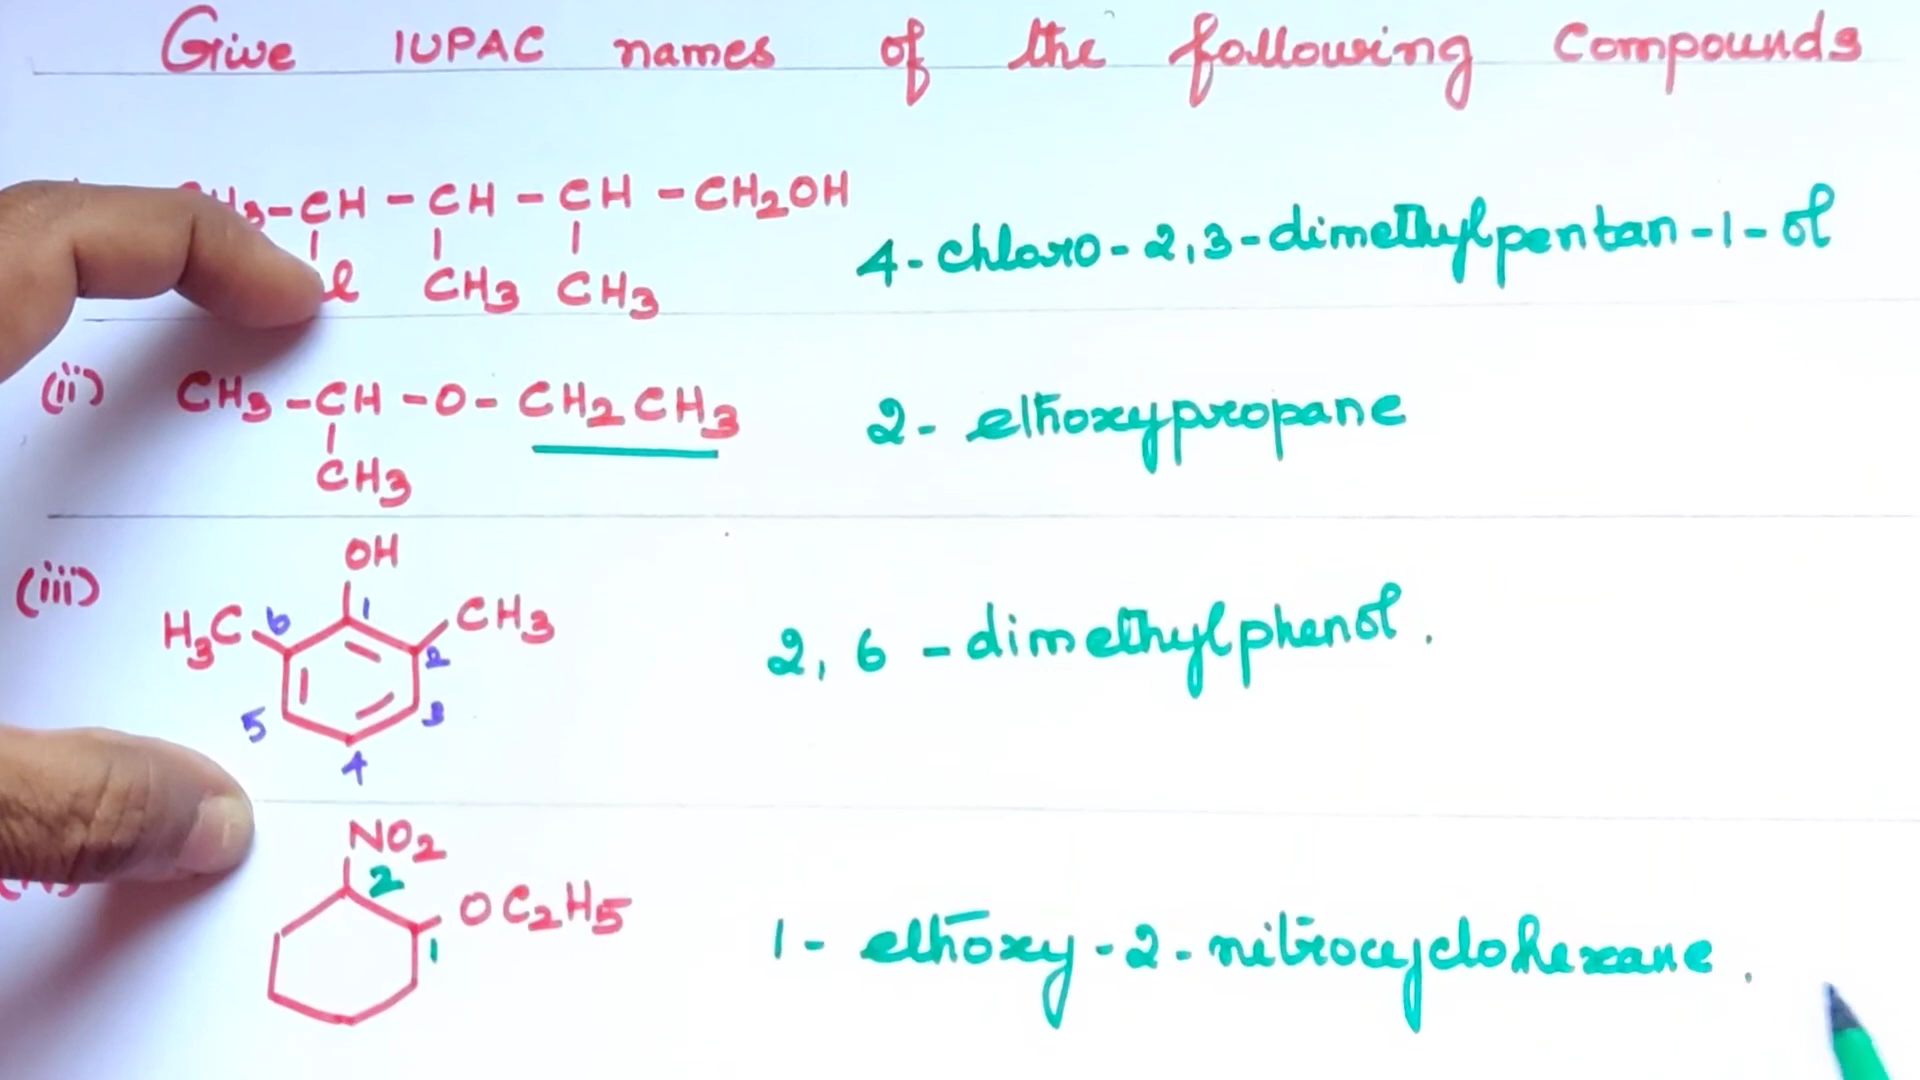 Give IUPAC names of the following compounds
H3-CH-CH-CH-CH2OH
l CH3 CH3
4-chloro-2,3-dimethylpentan-1-ol
(ii) CH3-CH-O-CH2CH3
CH3
2-ethoxypropane
(iii)
OH
H3C 6 1 CH3
2
5 3
4
2,6-dimethylphenol.
NO2
2
OC2H5
1
1-ethoxy-2-nitrocyclohexane.